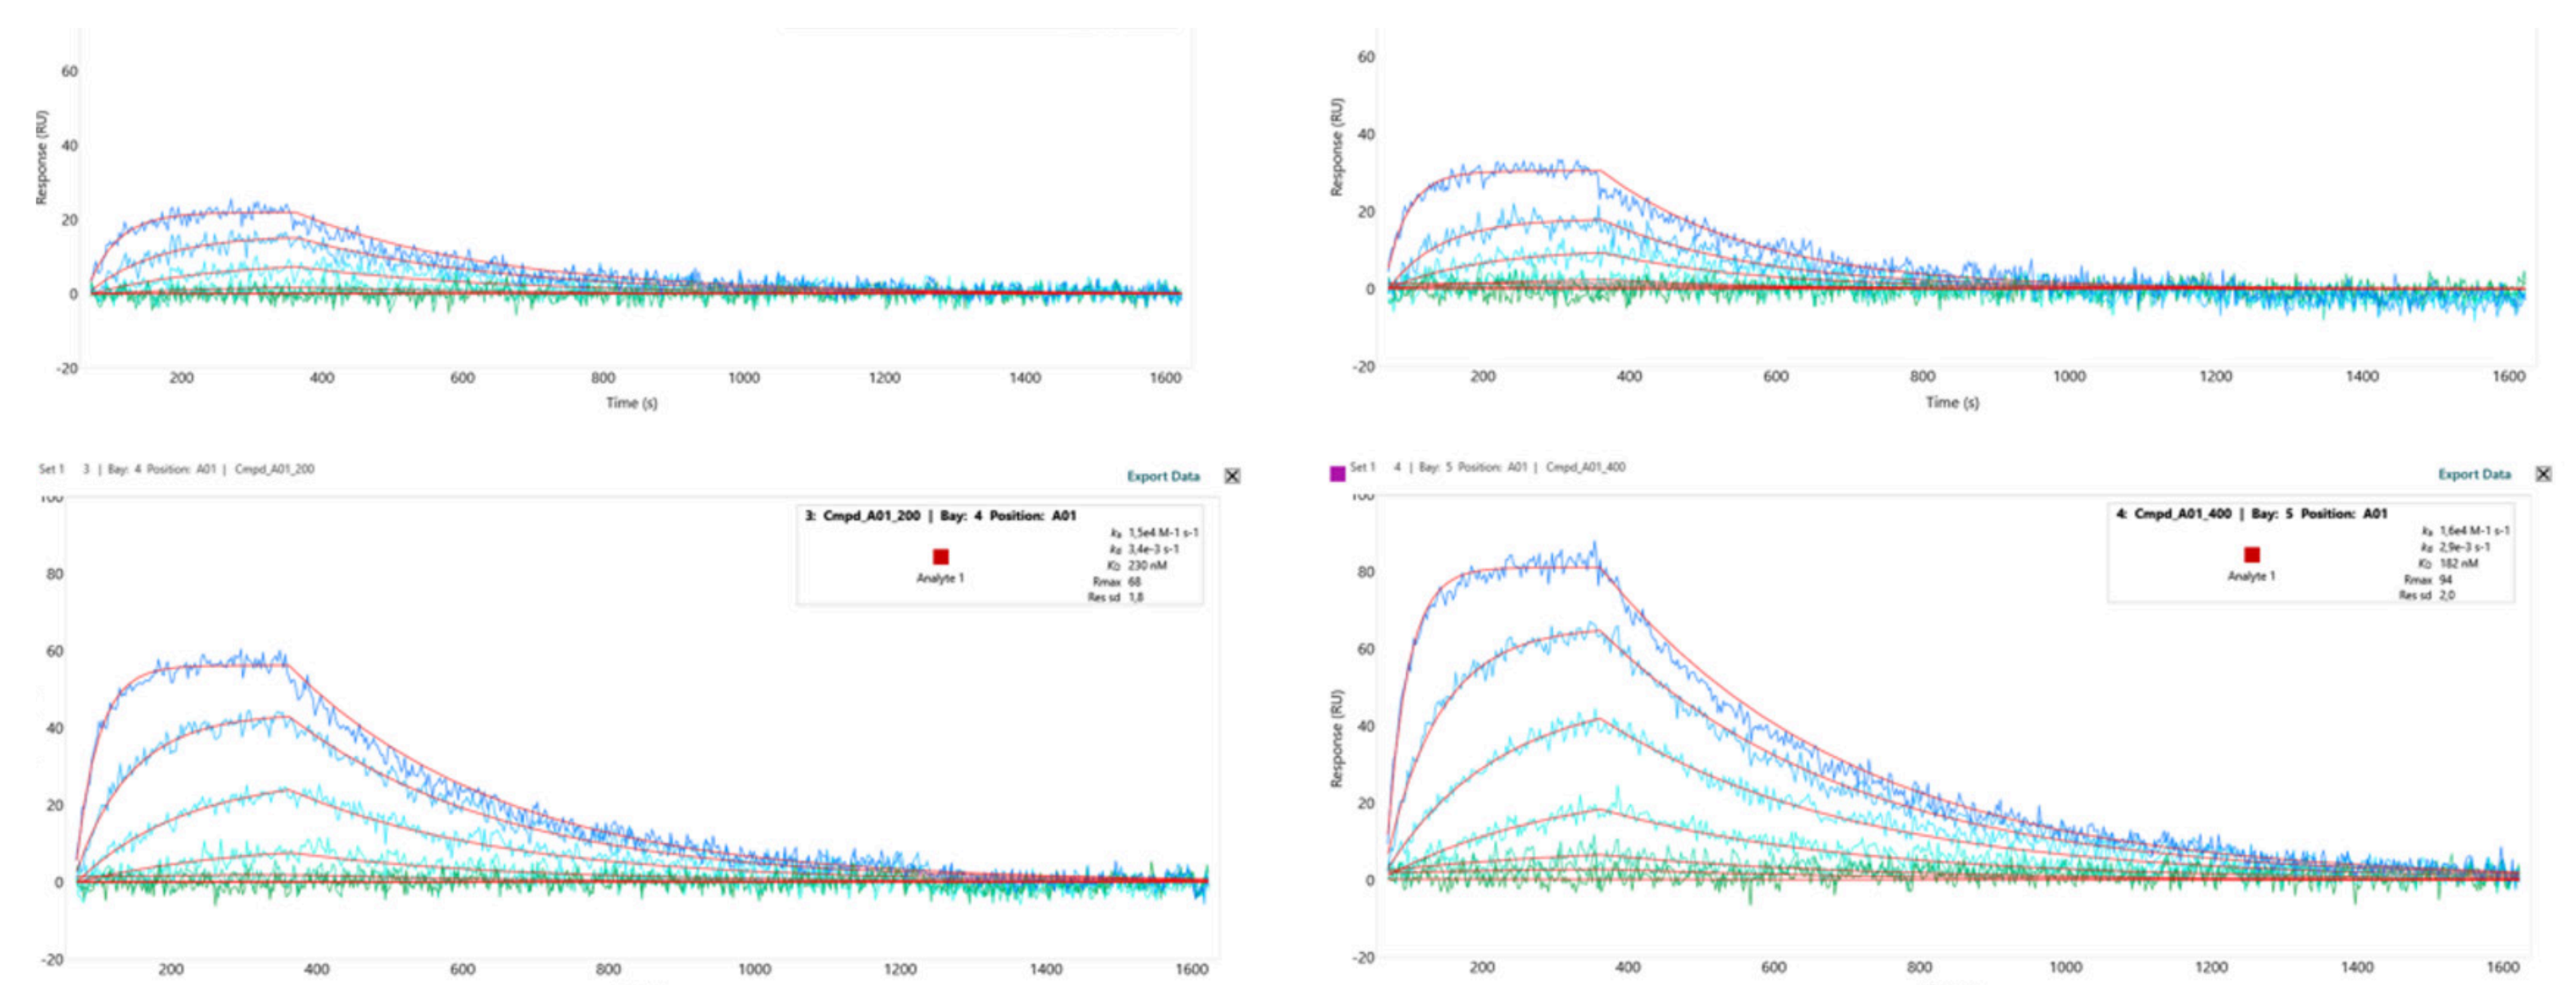 60
40
20
0
-20
Response (RU)
200 400 600 800 1000 1200 1400 1600
Time (s)
60
40
20
0
-20
Response (RU)
200 400 600 800 1000 1200 1400 1600
Time (s)
Set 1 3 | Bay: 4 Position: A01 | Cmpd_A01_200
Export Data
100
80
60
40
20
0
-20
3: Cmpd_A01_200 | Bay: 4 Position: A01
Analyte 1
ka 1,5e4 M-1 s-1
kd 3,4e-3 s-1
KD 230 nM
Rmax 68
Res sd 1,8
200 400 600 800 1000 1200 1400 1600
Set 1 4 | Bay: 5 Position: A01 | Cmpd_A01_400
Export Data
100
80
60
40
20
0
-20
Response (RU)
4: Cmpd_A01_400 | Bay: 5 Position: A01
Analyte 1
ka 1,6e4 M-1 s-1
kd 2,9e-3 s-1
KD 182 nM
Rmax 94
Res sd 2,0
200 400 600 800 1000 1200 1400 1600